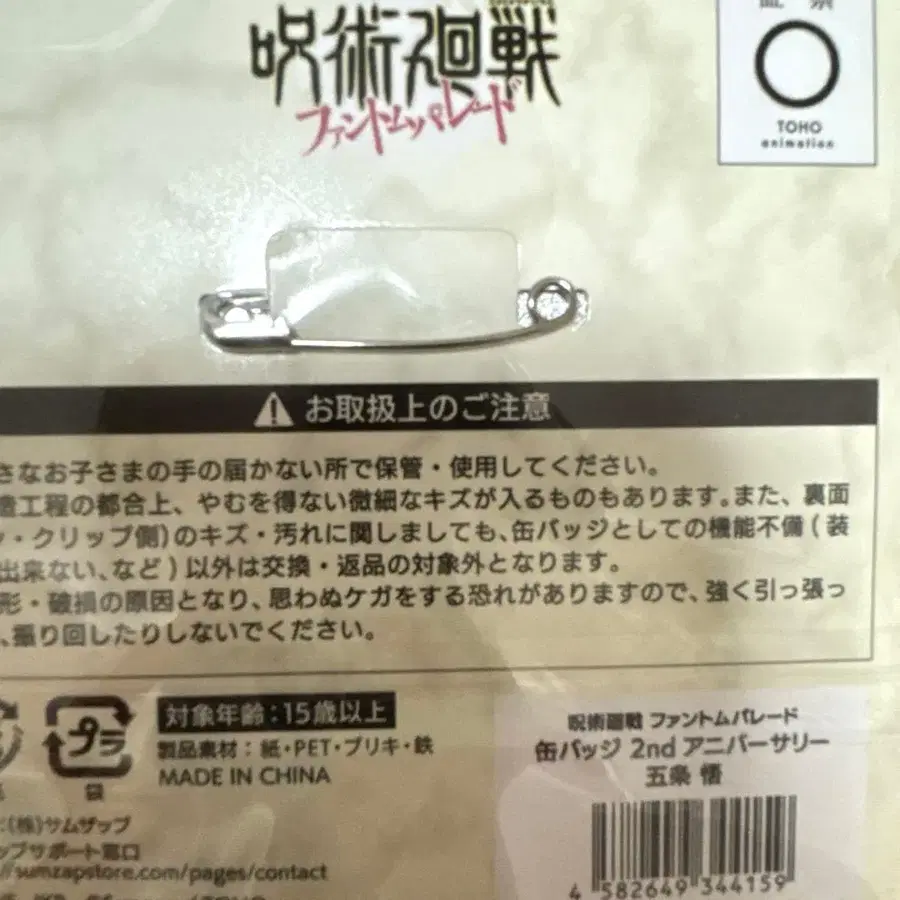 呪術廻戦
ファントムパレード
TOHO
animation
お取扱上のご注意
さなお子さまの手の届かない所で保管・使用してください。
造工程の都合上、やむを得ない微細なキズが入るものもあります。また、裏面
・クリップ側)のキズ・汚れに関しましても、缶バッジとしての機能不備(装
出来ない、など)以外は交換・返品の対象外となります。
形・破損の原因となり、思わぬケガをする恐れがありますので、強く引っ張っ
、振り回したりしないでください。
プラ
袋
対象年齢:15歳以上
製品素材:紙・PET・ブリキ・鉄
MADE IN CHINA
:(株)サムザップ
ップサポート窓口
/sumzapstore.com/pages/contact
呪術廻戦 ファントムパレード
缶バッジ 2nd アニバーサリー
五条 悟
4 582649 344159